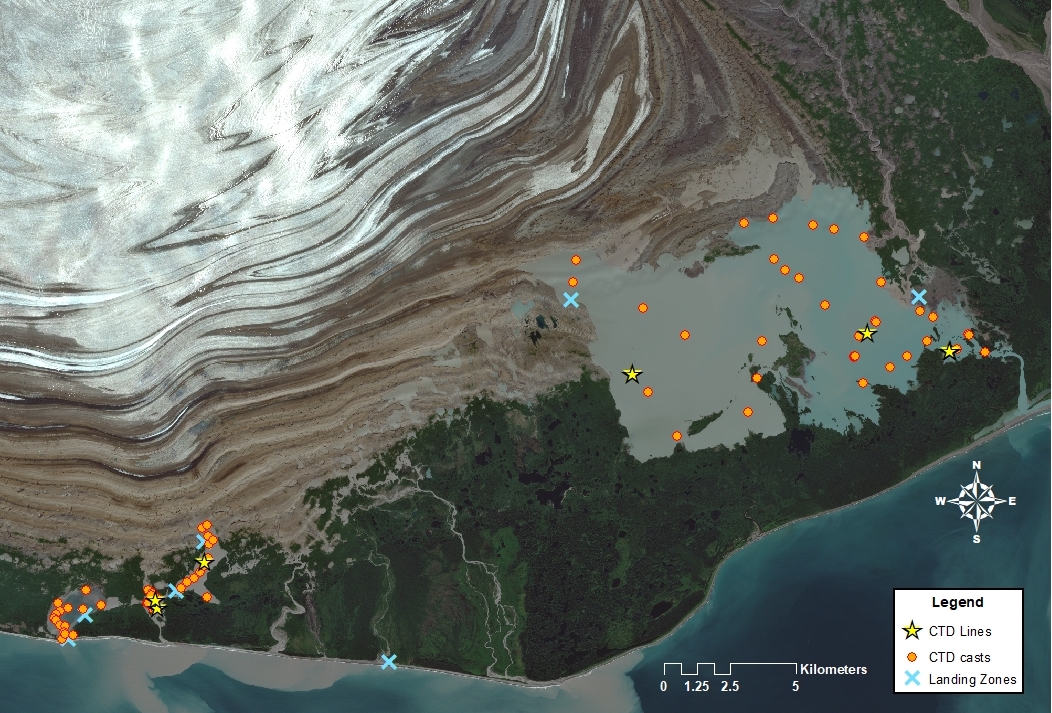 N
W E
S
Legend
CTD Lines
CTD casts
Landing Zones
Kilometers
0 1.25 2.5 5